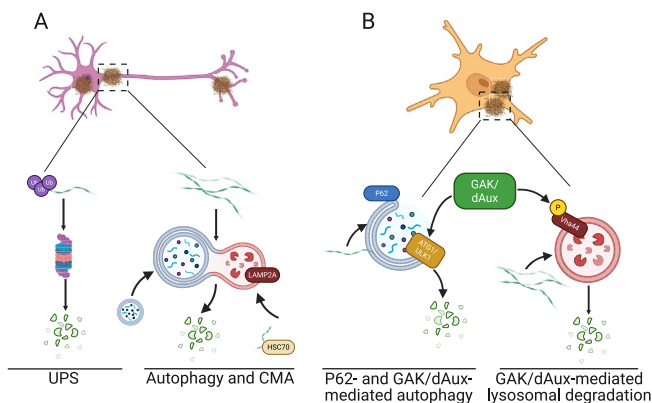 A
B
Ub
Ub
Ub
P62
GAK/
dAux
ATG1/
ULK1
P
Vha44
LAMP2A
HSC70
UPS
Autophagy and CMA
P62- and GAK/dAux-
mediated autophagy
GAK/dAux-mediated
lysosomal degradation